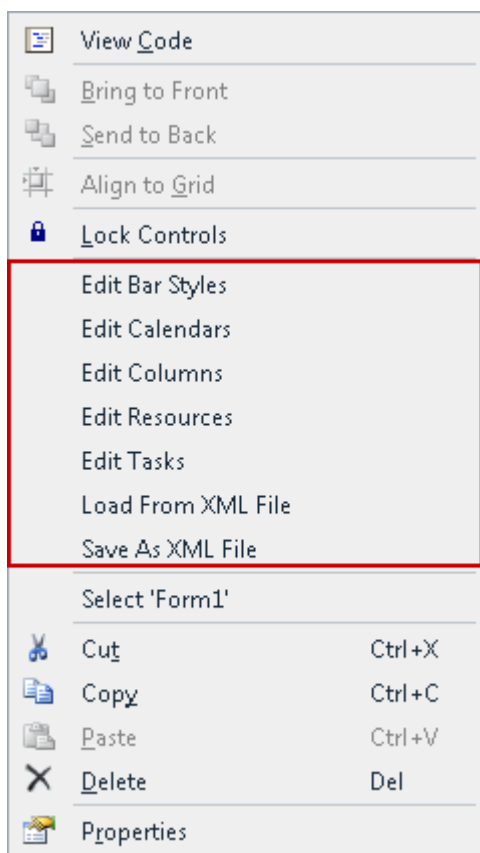 View Code
Bring to Front
Send to Back
Align to Grid
Lock Controls
Edit Bar Styles
Edit Calendars
Edit Columns
Edit Resources
Edit Tasks
Load From XML File
Save As XML File
Select 'Form1'
Cut Ctrl+X
Copy Ctrl+C
Paste Ctrl+V
Delete Del
Properties